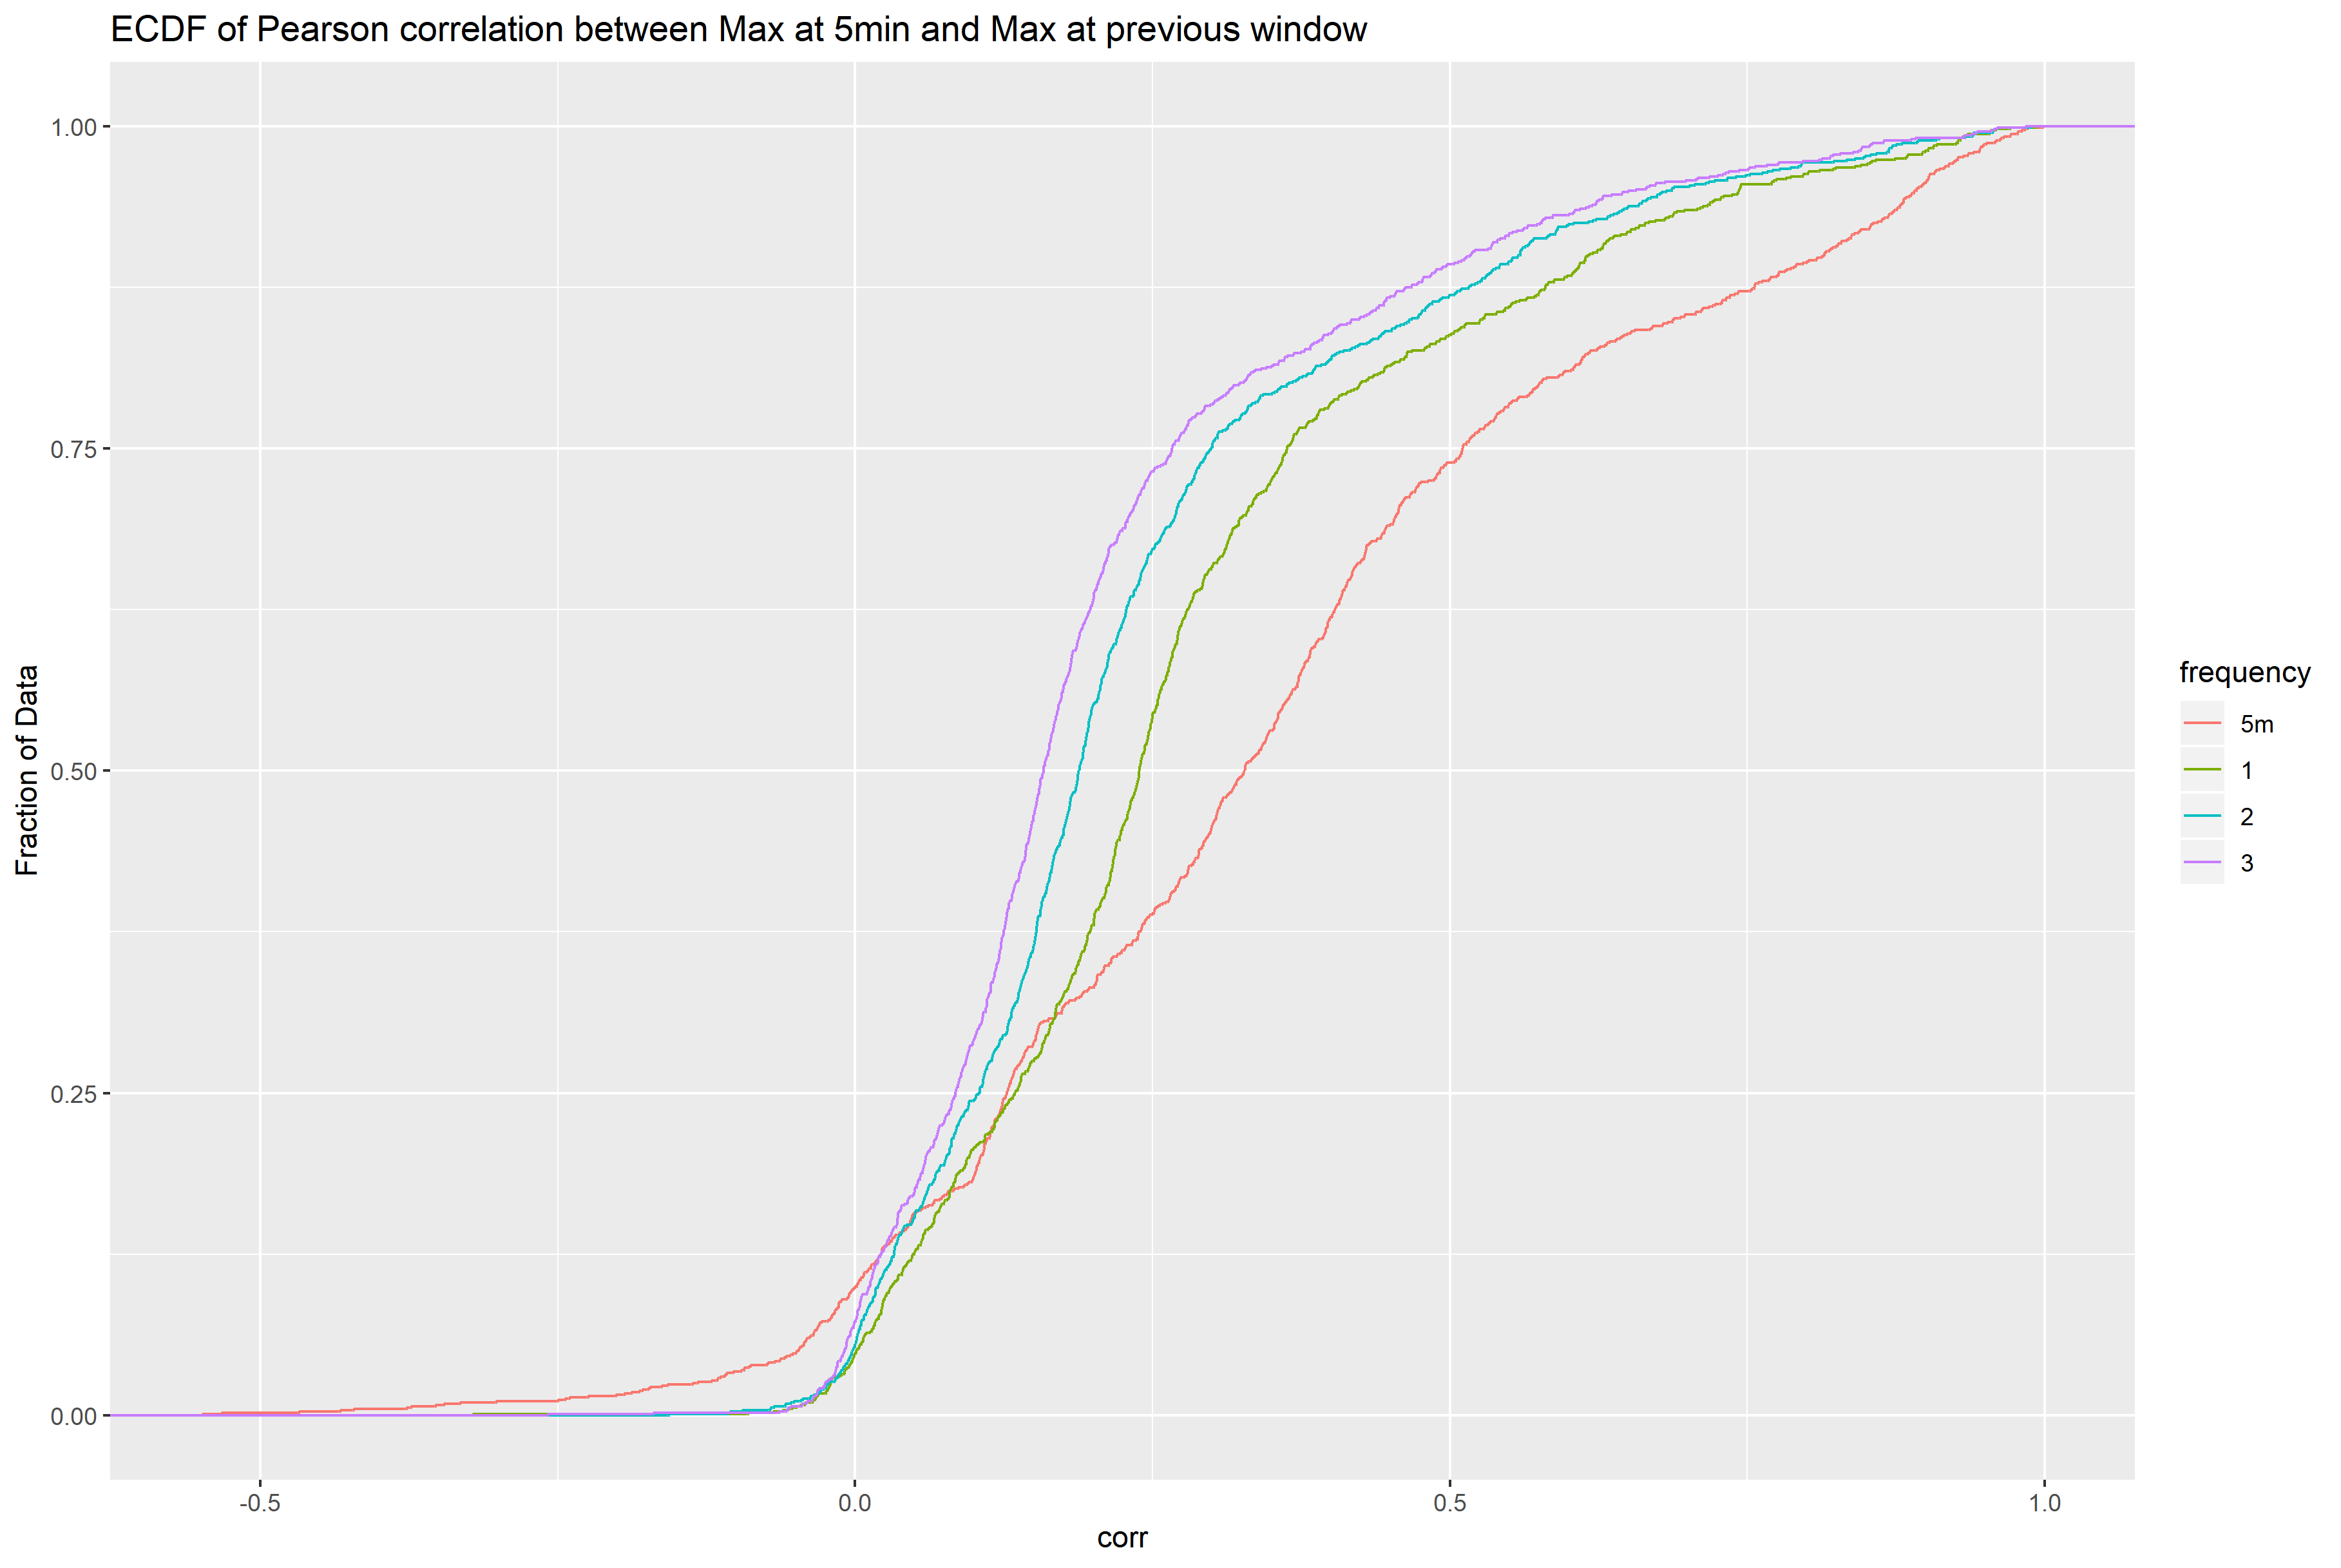 ECDF of Pearson correlation between Max at 5min and Max at previous window
1.00
0.75
0.50
0.25
0.00
Fraction of Data
-0.5 0.0 0.5 1.0
corr
frequency
5m
1
2
3